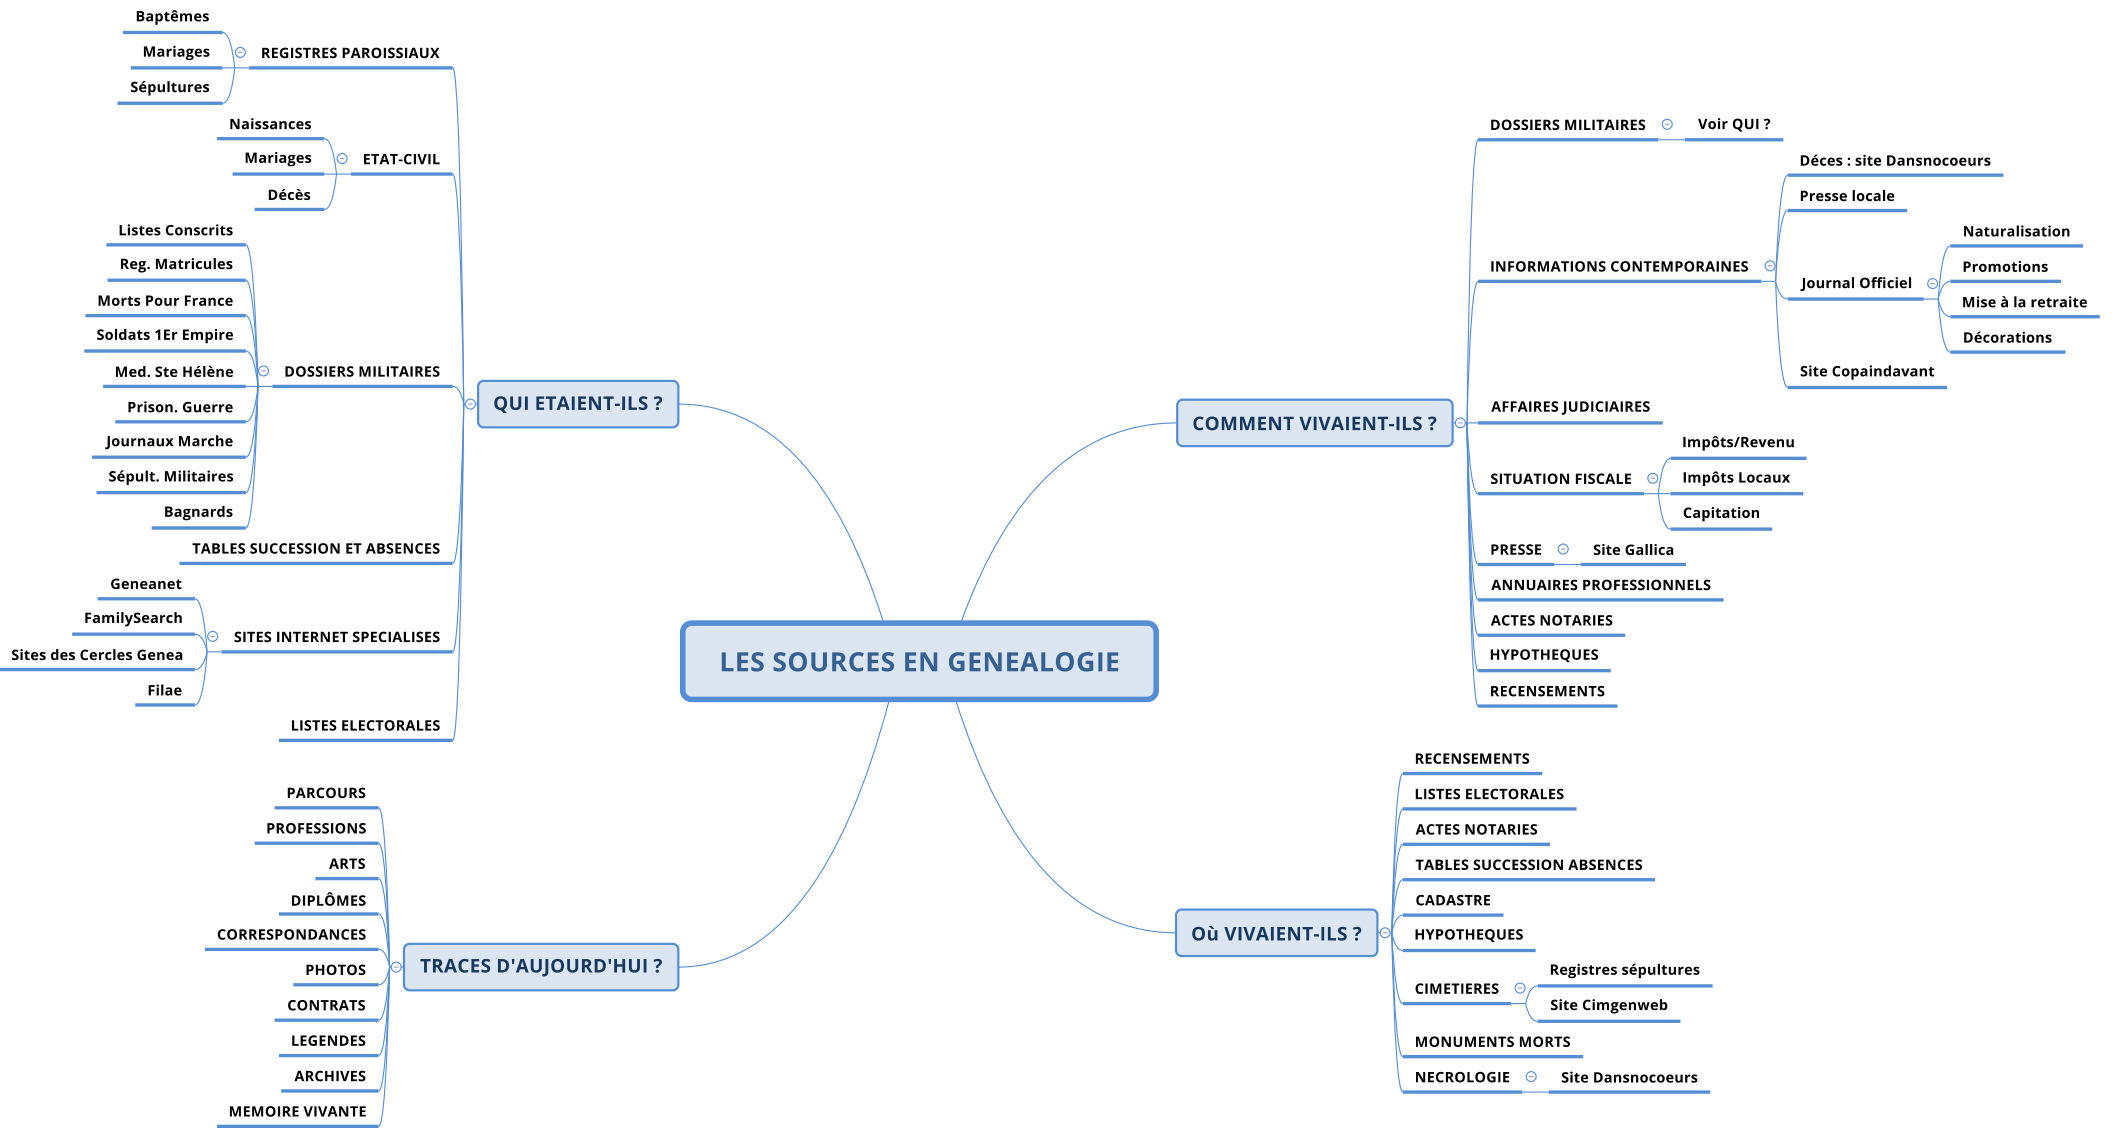 LES SOURCES EN GENEALOGIE
QUI ETAIENT-ILS ?
REGISTRES PAROISSIAUX
Baptêmes
Mariages
Sépultures
ETAT-CIVIL
Naissances
Mariages
Décès
DOSSIERS MILITAIRES
Listes Conscrits
Reg. Matricules
Morts Pour France
Soldats 1Er Empire
Med. Ste Hélène
Prison. Guerre
Journaux Marche
Sépult. Militaires
Bagnards
TABLES SUCCESSION ET ABSENCES
SITES INTERNET SPECIALISES
Geneanet
FamilySearch
Sites des Cercles Genea
Filae
LISTES ELECTORALES
COMMENT VIVAIENT-ILS ?
DOSSIERS MILITAIRES
Voir QUI ?
INFORMATIONS CONTEMPORAINES
Déces : site Dansnocoeurs
Presse locale
Journal Officiel
Naturalisation
Promotions
Mise à la retraite
Décorations
Site Copaindavant
AFFAIRES JUDICIAIRES
SITUATION FISCALE
Impôts/Revenu
Impôts Locaux
Capitation
PRESSE
Site Gallica
ANNUAIRES PROFESSIONNELS
ACTES NOTARIES
HYPOTHEQUES
RECENSEMENTS
TRACES D'AUJOURD'HUI ?
PARCOURS
PROFESSIONS
ARTS
DIPLÔMES
CORRESPONDANCES
PHOTOS
CONTRATS
LEGENDES
ARCHIVES
MEMOIRE VIVANTE
Où VIVAIENT-ILS ?
RECENSEMENTS
LISTES ELECTORALES
ACTES NOTARIES
TABLES SUCCESSION ABSENCES
CADASTRE
HYPOTHEQUES
CIMETIERES
Registres sépultures
Site Cimgenweb
MONUMENTS MORTS
NECROLOGIE
Site Dansnocoeurs